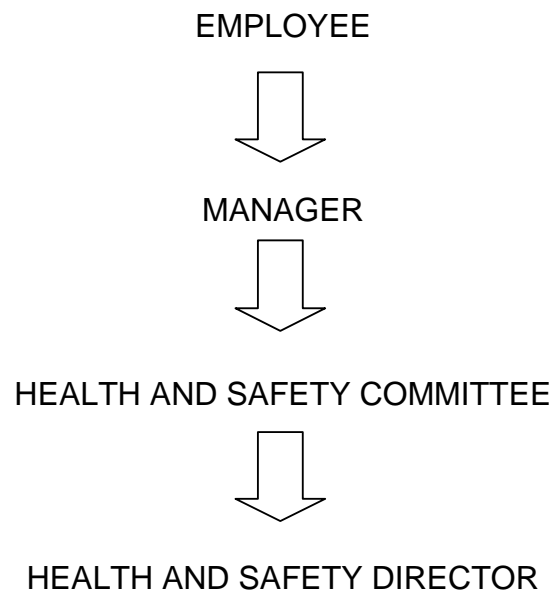 EMPLOYEE
MANAGER
HEALTH AND SAFETY COMMITTEE
HEALTH AND SAFETY DIRECTOR